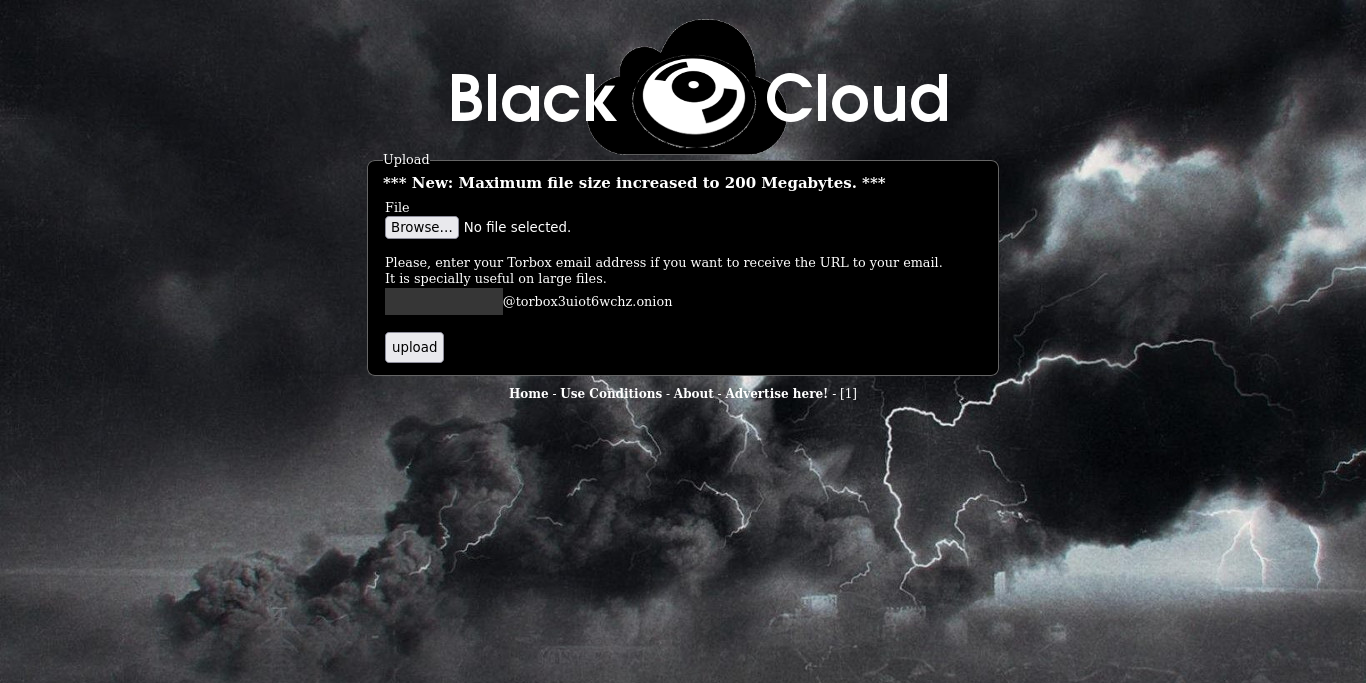 Black Cloud
Upload
*** New: Maximum file size increased to 200 Megabytes. ***
File
Browse... No file selected.
Please, enter your Torbox email address if you want to receive the URL to your email.
It is specially useful on large files.
@torbox3uiot6wchz.onion
upload
Home - Use Conditions - About - Advertise here! - [1]